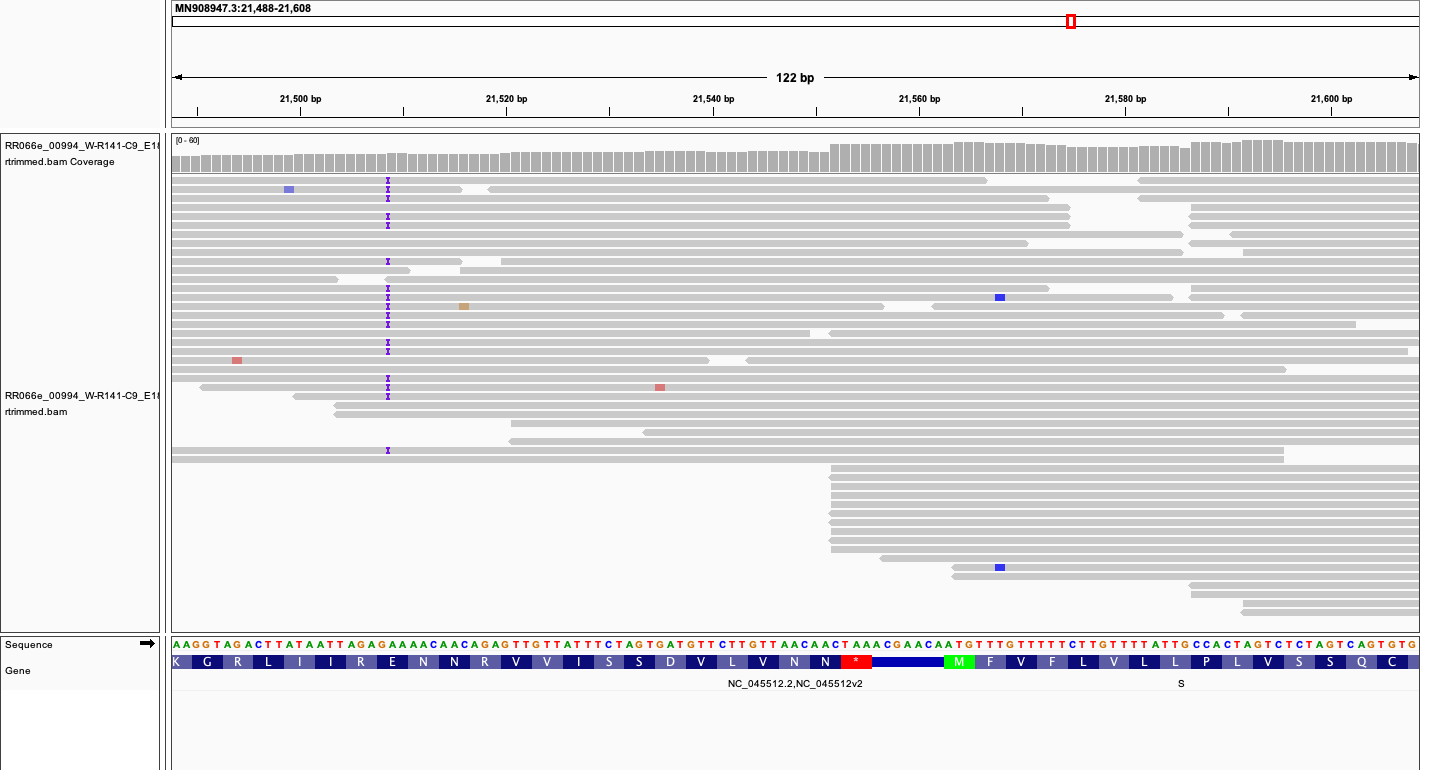 MN908947.3:21,488-21,608
122 bp
21,500 bp 21,520 bp 21,540 bp 21,560 bp 21,580 bp 21,600 bp
RR066e_00994_W-R141-C9_E18
rtrimmed.bam Coverage
[0 - 60]
RR066e_00994_W-R141-C9_E18
rtrimmed.bam
Sequence
AAGGTAGACTTATAATTAGAGAAAACAACAGAGTTGTTATTTCTAGTGATGTTCTTGTTAACAACTAAACGAACAATGTTTGTTTTTCTTGTTTTATTGCCACTAGTCTCTAGTCAGTGTG
Gene
K G R L I I R E N N R V V I S S D V L V N N * M F V F L V L L P L V S S Q C
NC_045512.2,NC_045512v2 S